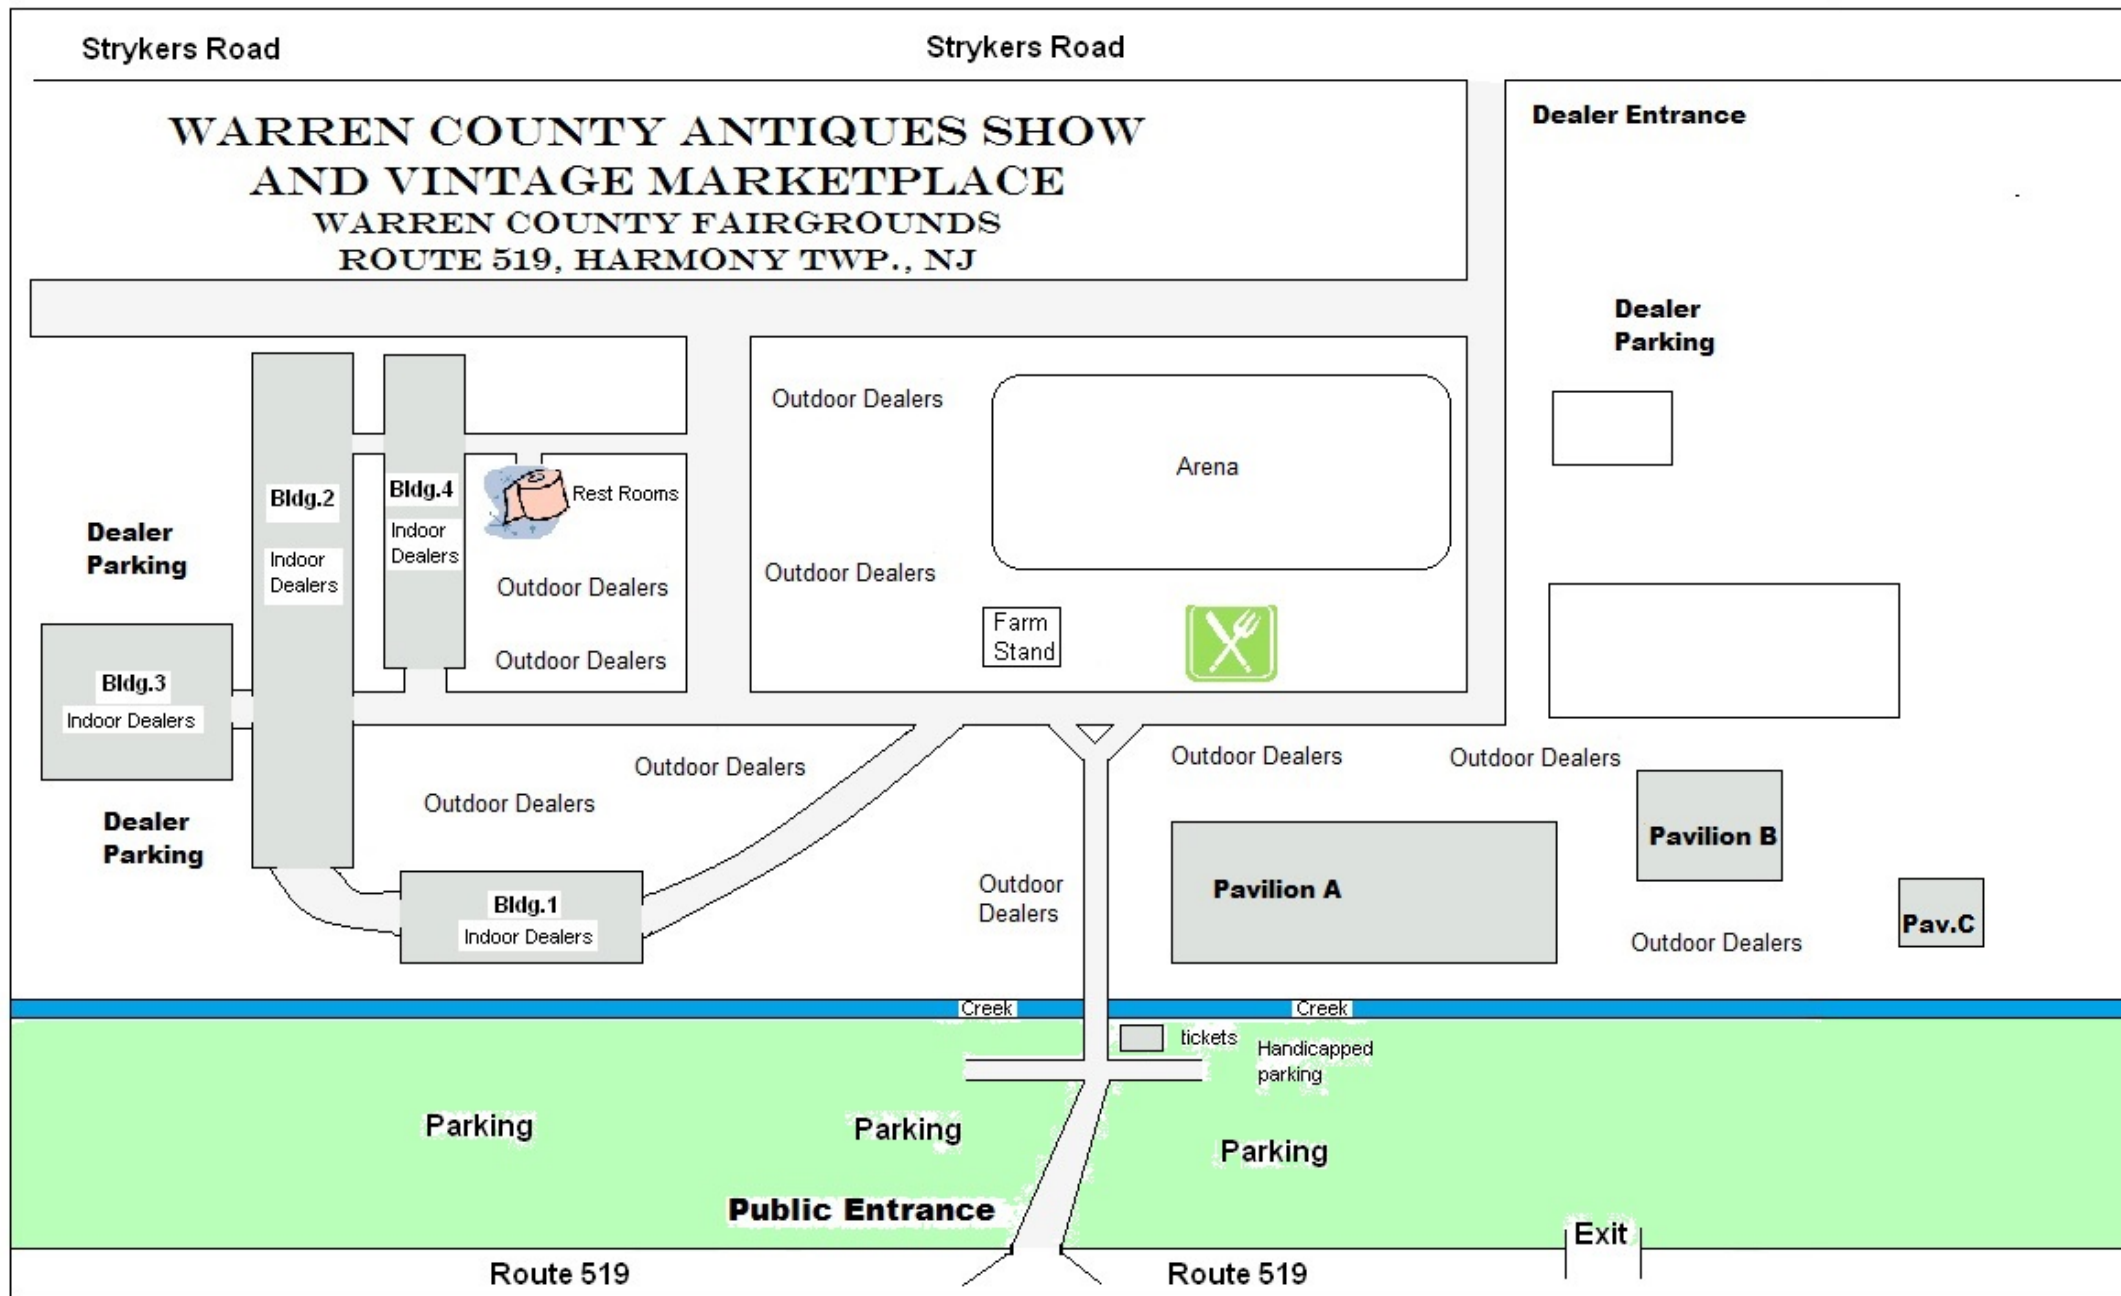 Strykers Road
Strykers Road
WARREN COUNTY ANTIQUES SHOW
AND VINTAGE MARKETPLACE
WARREN COUNTY FAIRGROUNDS
ROUTE 519, HARMONY TWP., NJ
Dealer Entrance
Dealer
Parking
Outdoor Dealers
Arena
Bldg.2
Indoor
Dealers
Bldg.4
Indoor
Dealers
Rest Rooms
Dealer
Parking
Outdoor Dealers
Outdoor Dealers
Outdoor Dealers
Farm
Stand
Bldg.3
Indoor Dealers
Outdoor Dealers
Outdoor Dealers
Outdoor Dealers
Outdoor Dealers
Dealer
Parking
Pavilion B
Bldg.1
Indoor Dealers
Outdoor
Dealers
Pavilion A
Pav.C
Outdoor Dealers
Creek
Creek
tickets
Handicapped
parking
Parking
Parking
Parking
Public Entrance
Exit
Route 519
Route 519